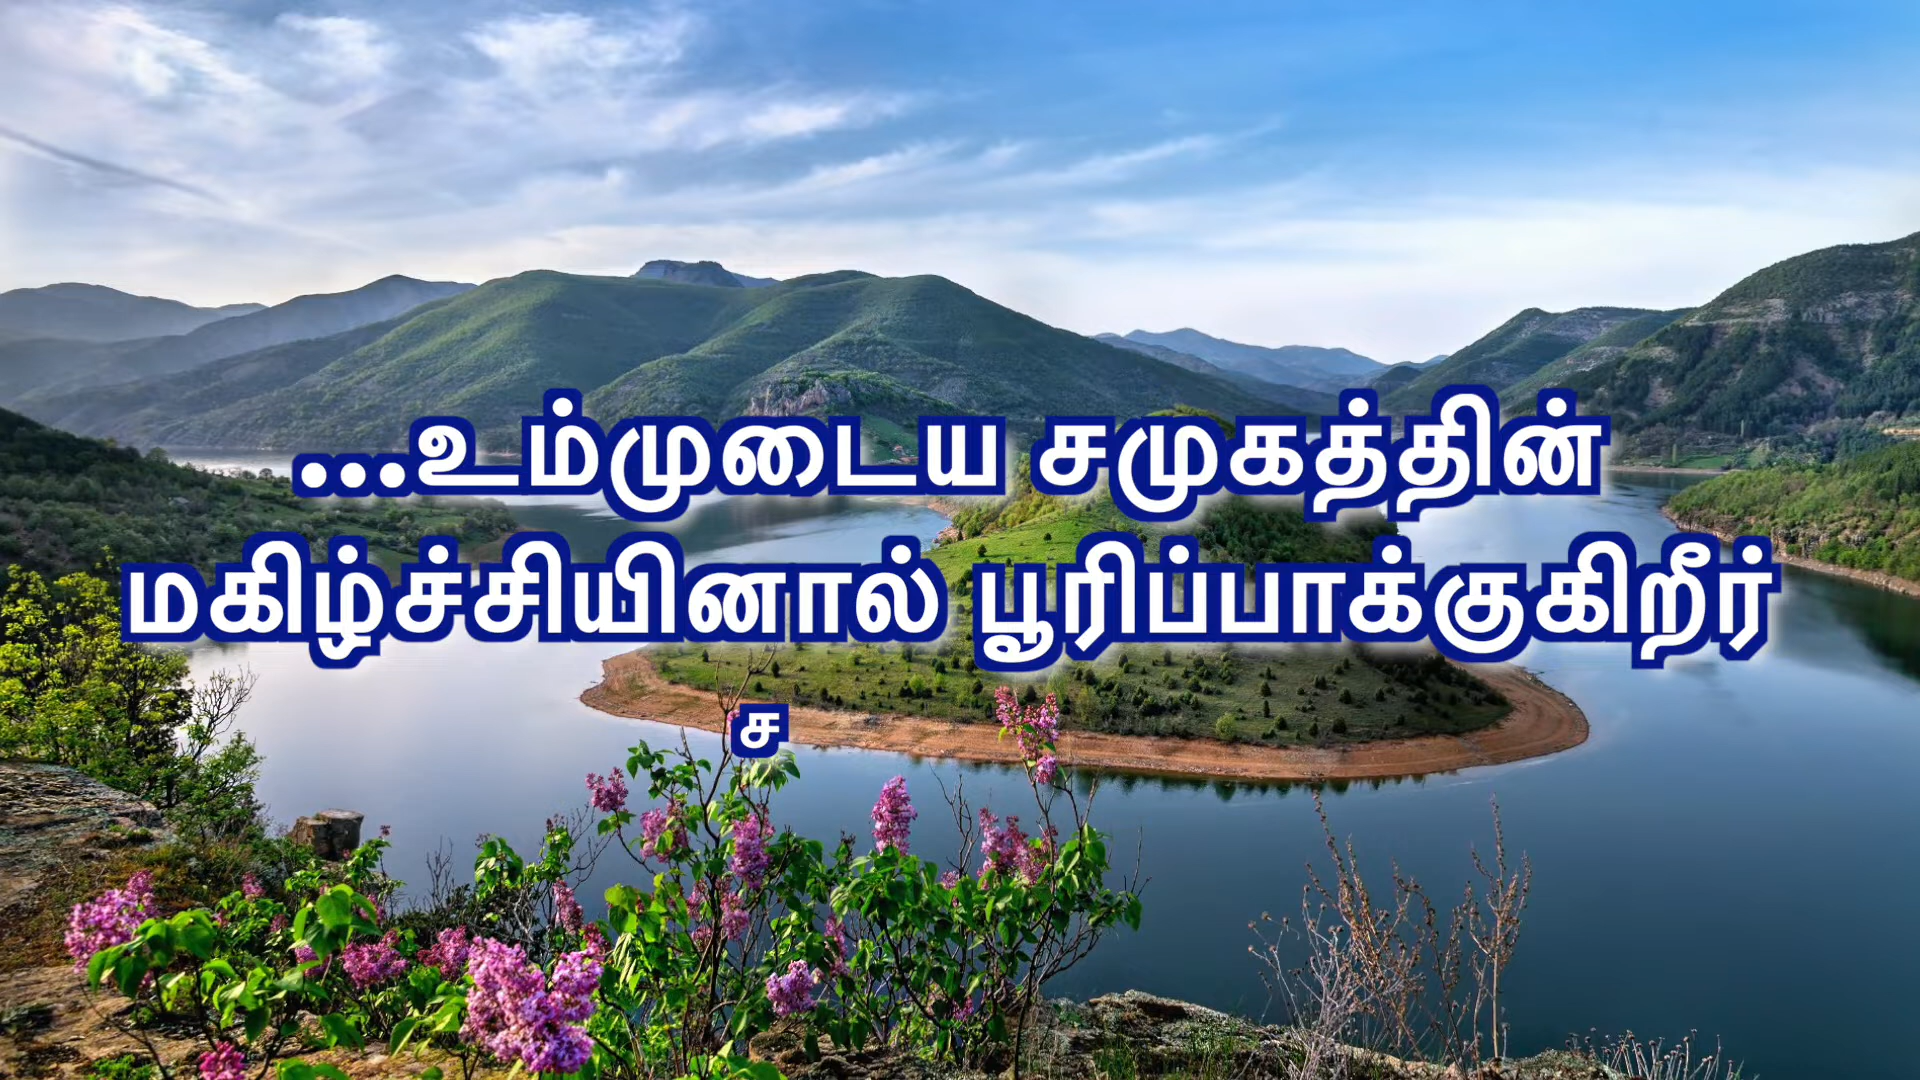 ...உம்முடைய சமுகத்தின்
மகிழ்ச்சியினால் பூரிப்பாக்குகிறீர்
ச